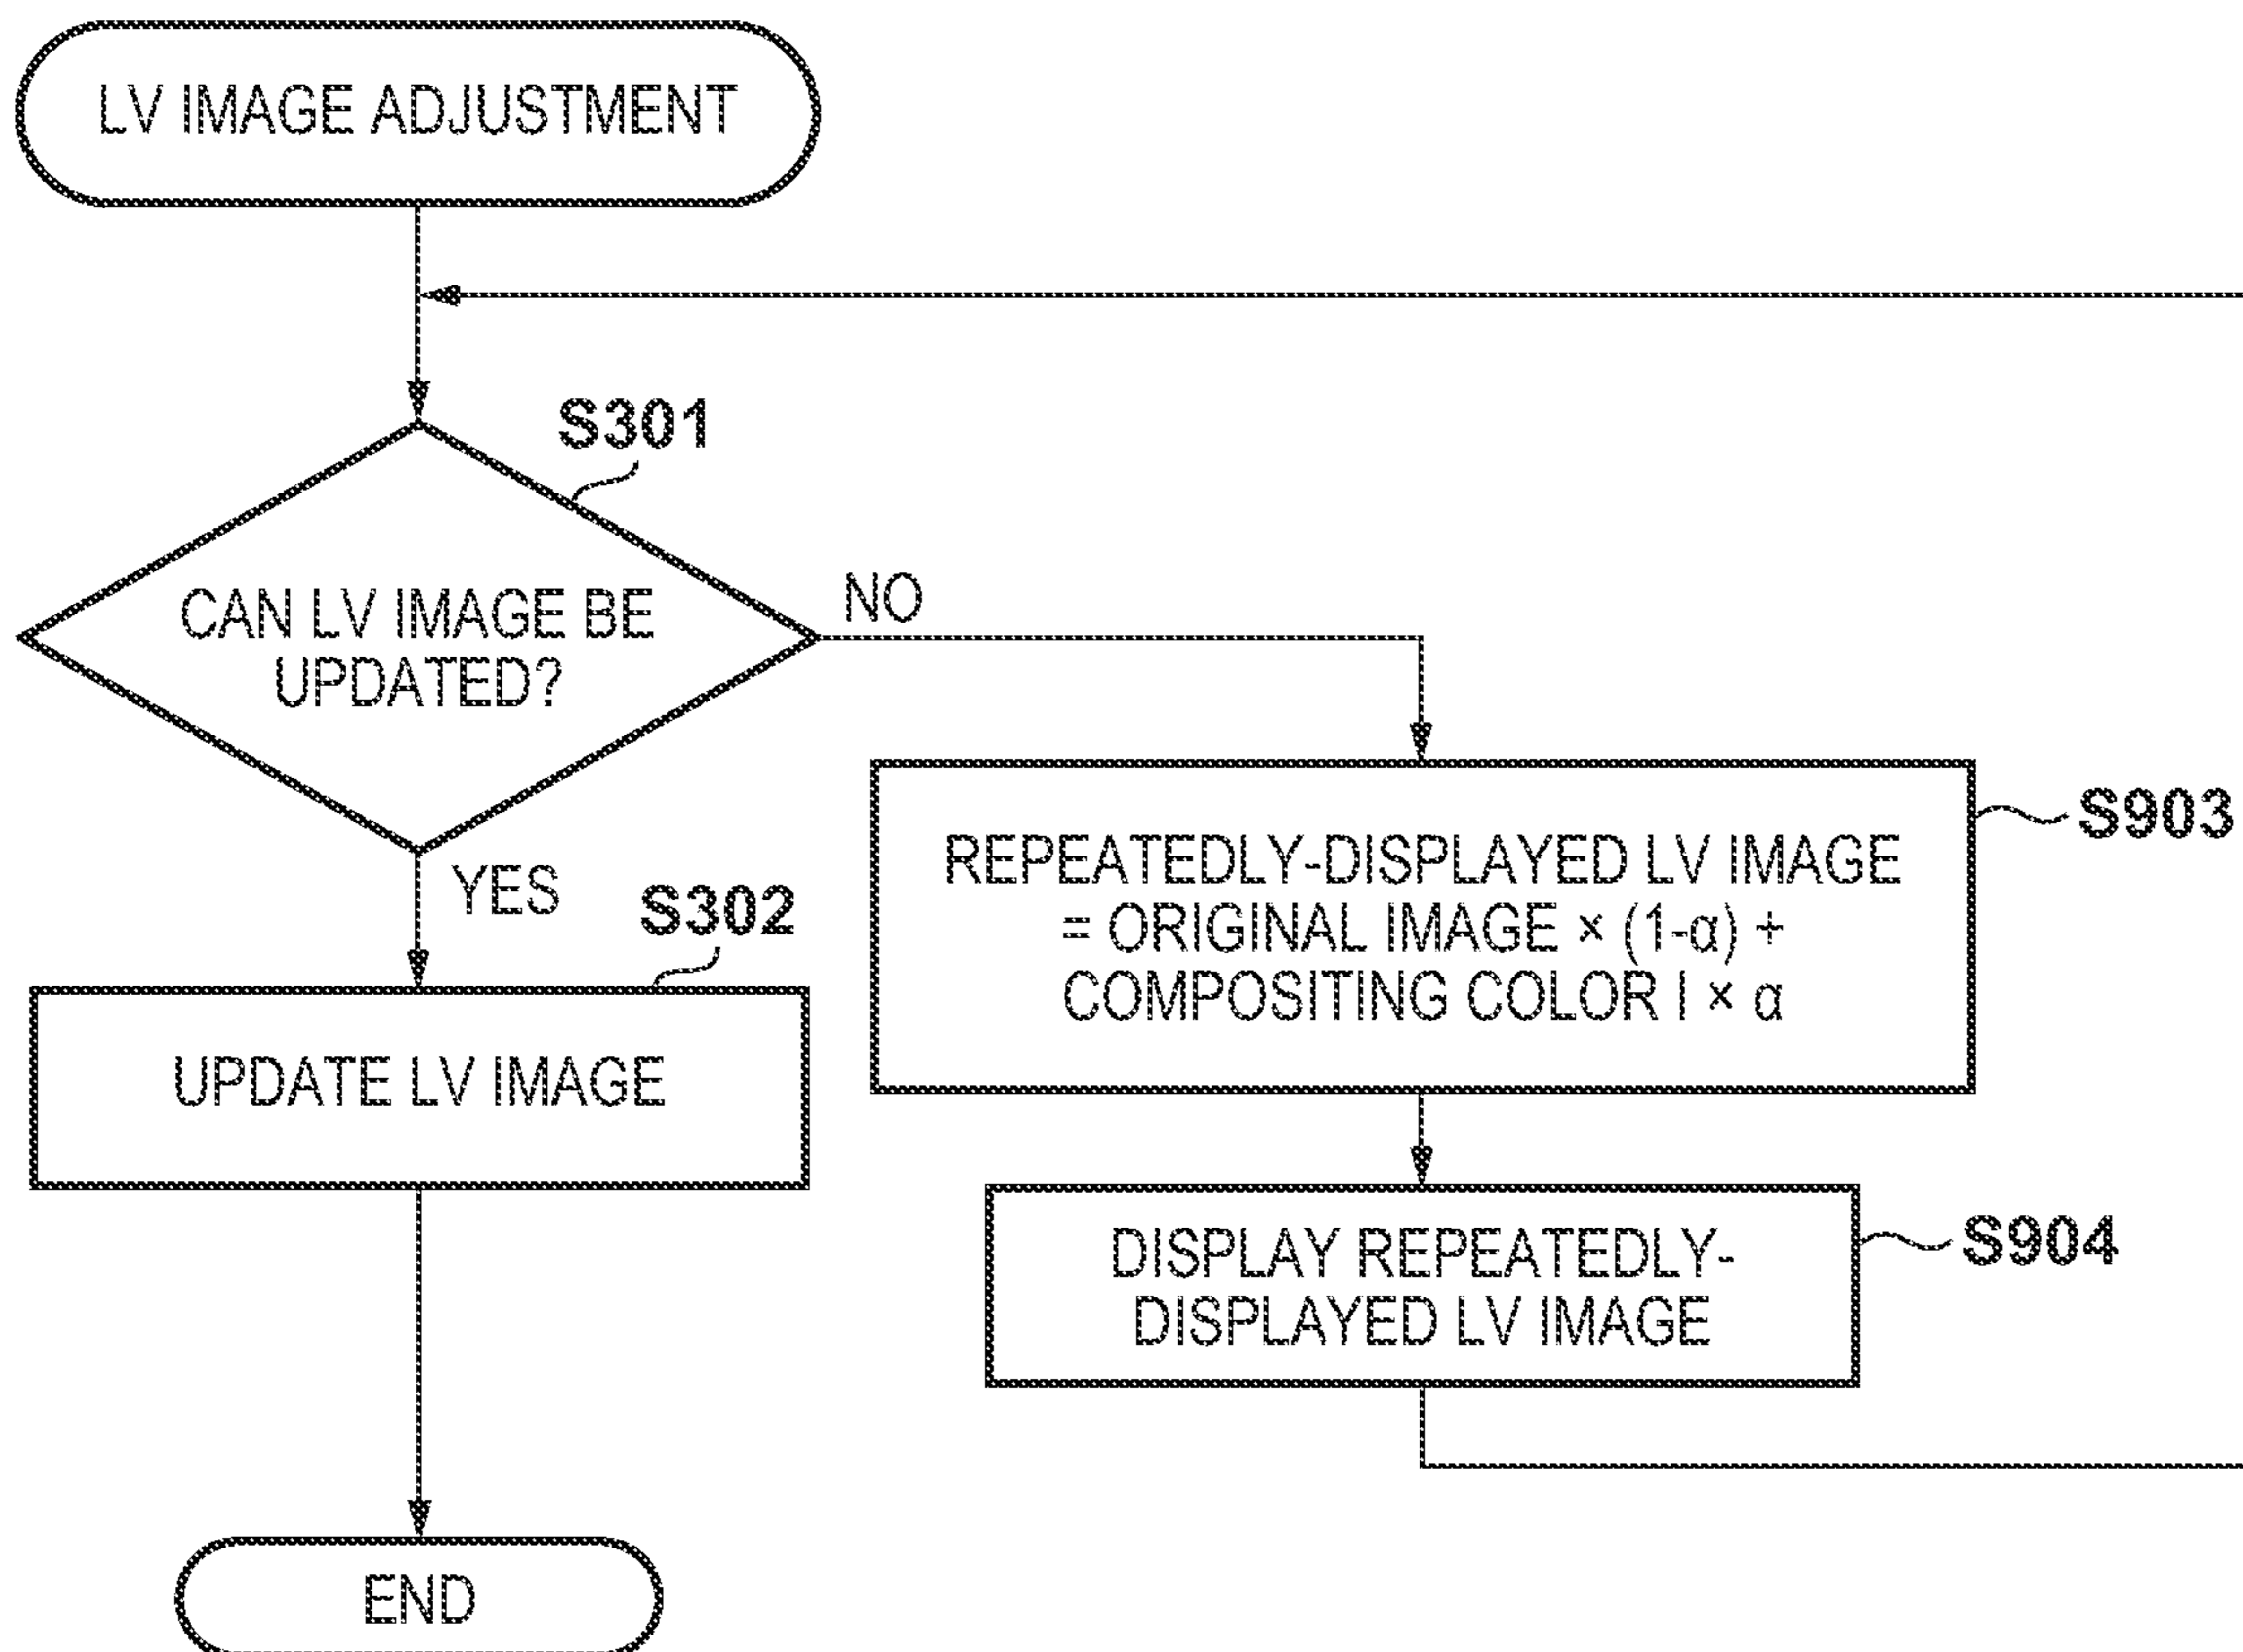 LV IMAGE ADJUSTMENT
S301
CAN LV IMAGE BE
UPDATED?
NO
YES
S302
UPDATE LV IMAGE
S903
REPEATEDLY-DISPLAYED LV IMAGE
= ORIGINAL IMAGE × (1-α) +
COMPOSITING COLOR I × α
S904
DISPLAY REPEATEDLY-
DISPLAYED LV IMAGE
END